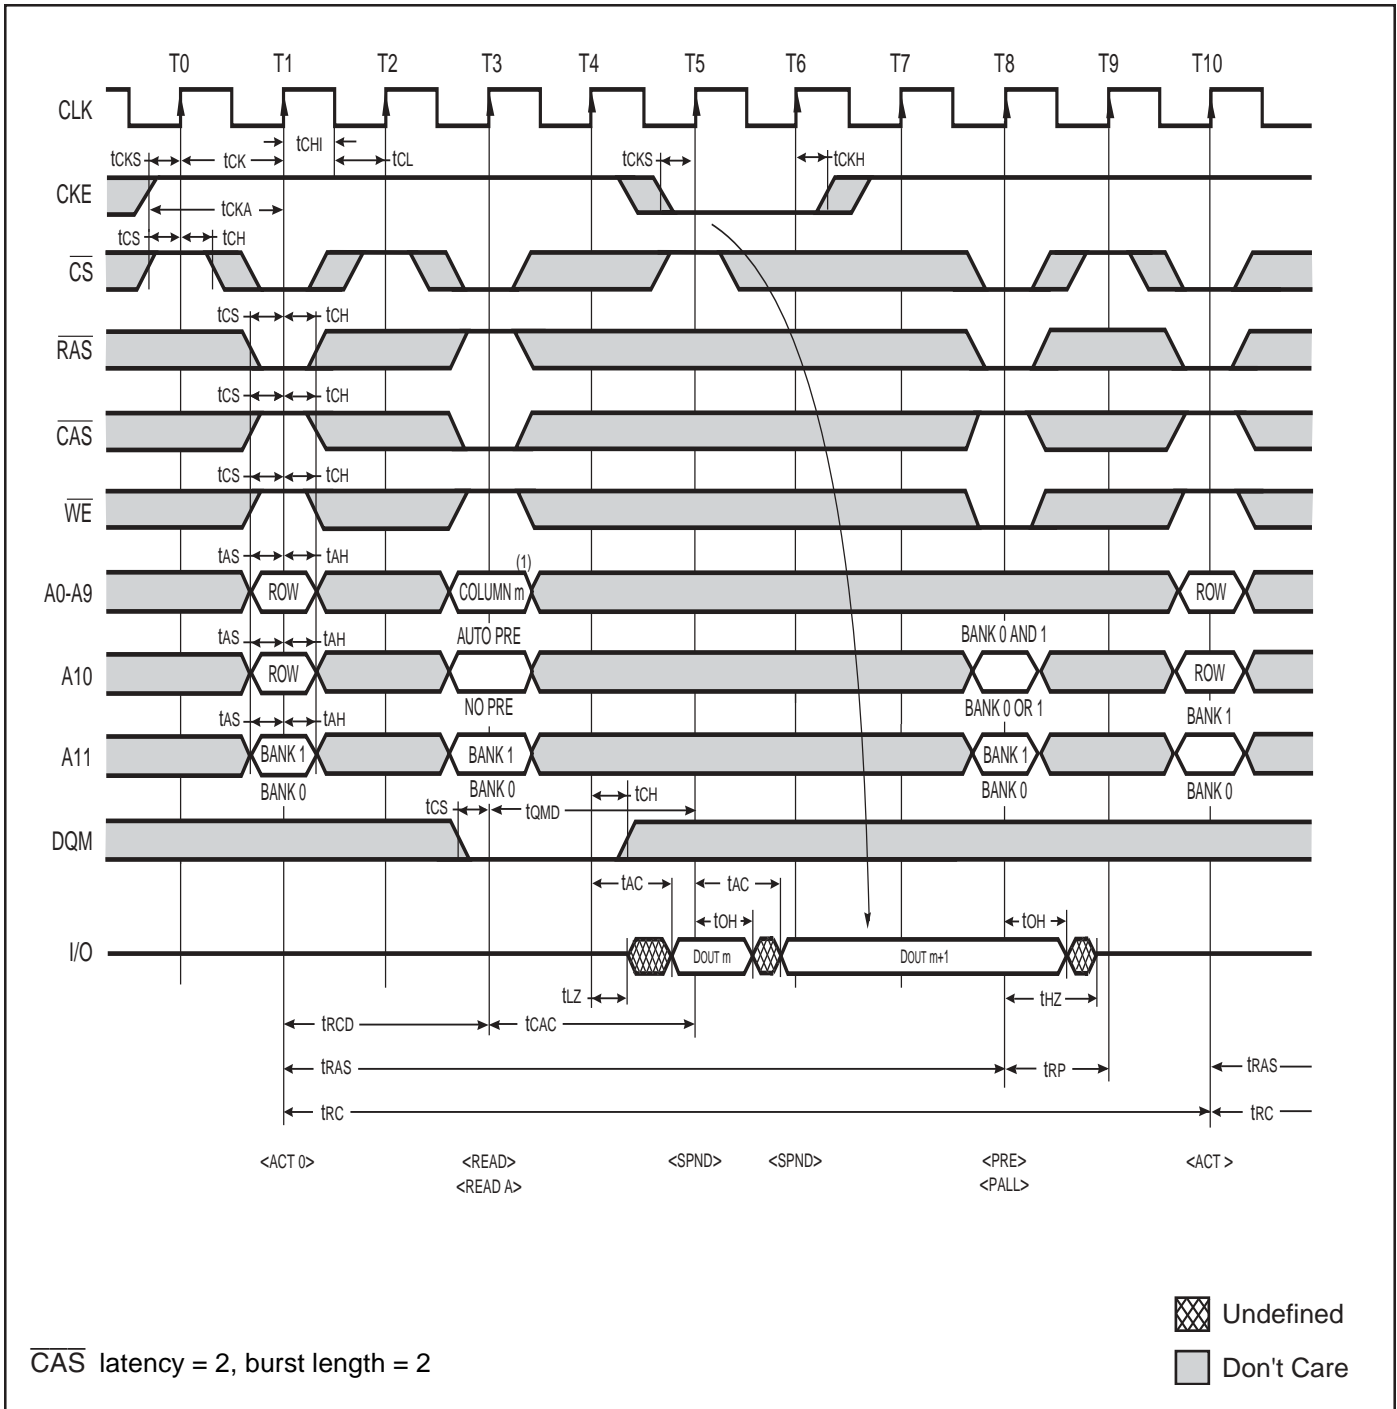 T0 T1 T2 T3 T4 T5 T6 T7 T8 T9 T10
CLK
tCHI
tCKS tCK tCL tCKS tCKH
CKE
tCKA
tCS tCH
CS
tCS tCH
RAS
tCS tCH
CAS
tCS tCH
WE
tAS tAH (1)
A0-A9 ROW COLUMN m ROW
tAS tAH AUTO PRE BANK 0 AND 1
A10 ROW ROW
NO PRE BANK 0 OR 1
tAS tAH BANK 1
A11 BANK 1 BANK 1 BANK 1
BANK 0 BANK 0 BANK 0 BANK 0
tCS tQMD tCH
DQM
tAC tAC
tOH tOH
I/O DOUT m DOUT m+1
tLZ tHZ
tRCD tCAC
tRAS tRP tRAS
tRC tRC
<ACT 0> <READ> <SPND> <SPND> <PRE> <ACT >
<READ A> <PALL>
Undefined
CAS latency = 2, burst length = 2
Don't Care